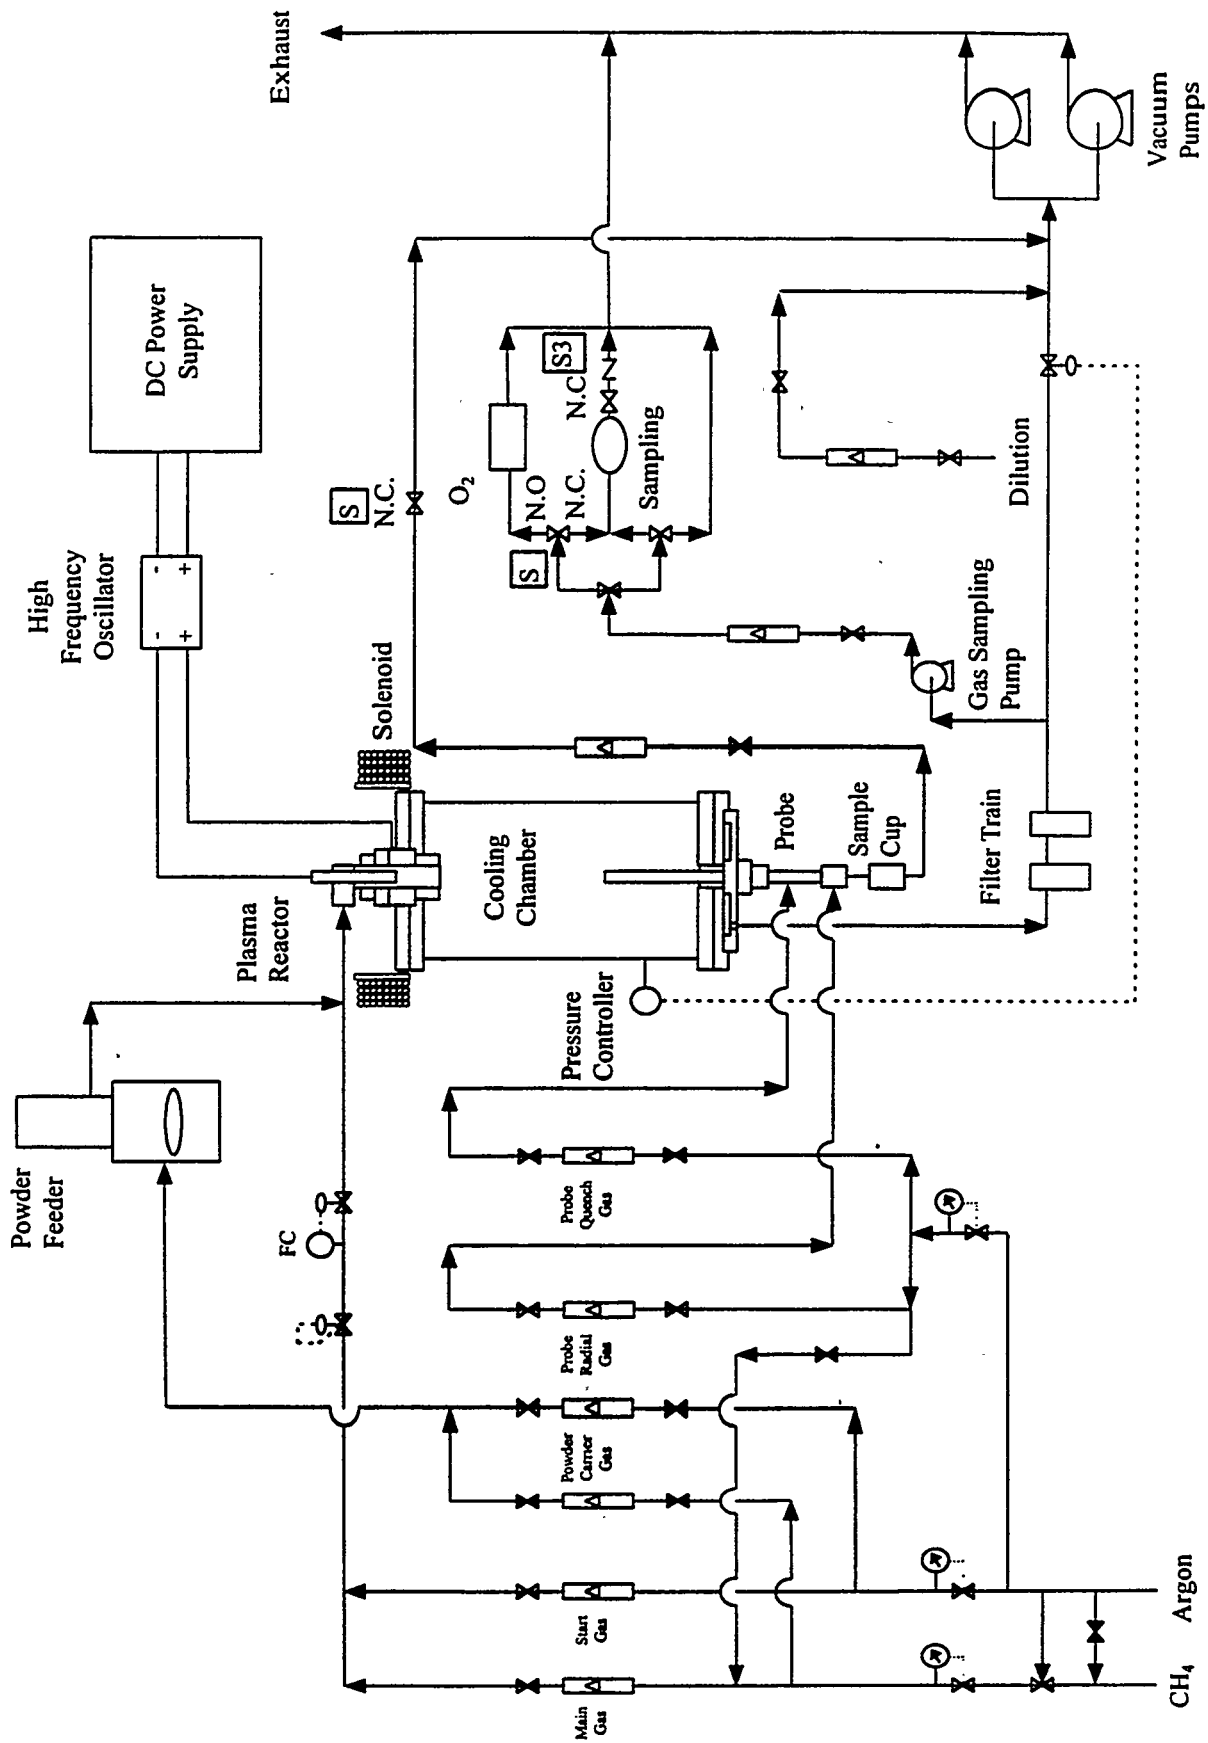 Exhaust
DC Power
Supply
High
Frequency
Oscillator
- -
+ +
Vacuum
Pumps
S
N.C.
O₂
N.O
N.C.
S3
N.C
Sampling
S
Dilution
Gas Sampling
Pump
Solenoid
Plasma
Reactor
Cooling
Chamber
Probe
Sample
Cup
Filter Train
Pressure
Controller
Powder
Feeder
FC
Probe
Quench
Gas
Probe
Radial
Gas
Powder
Carrier
Gas
Start
Gas
Main
Gas
Argon
CH₄